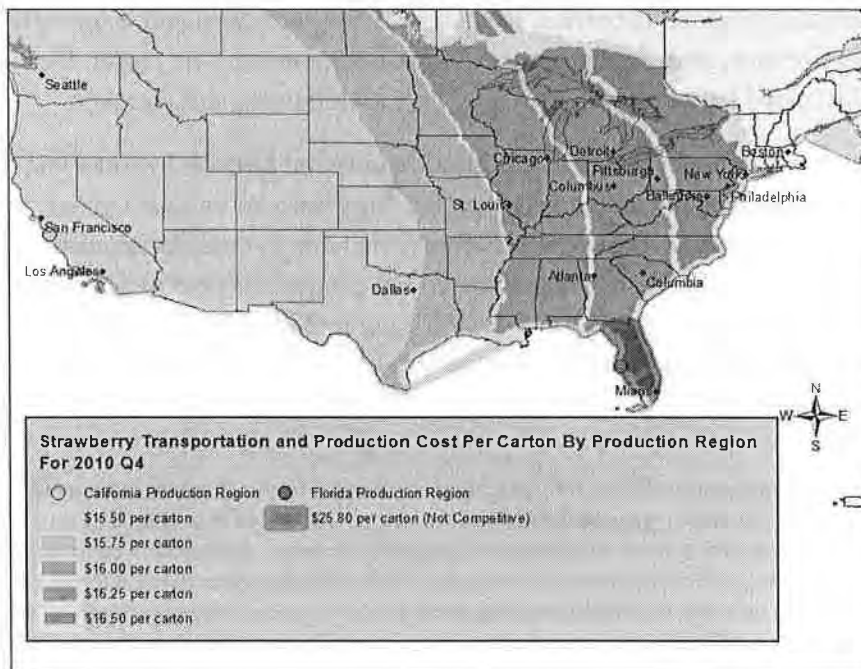 Seattle
Boston
Detroit
Chicago
Pittsburgh
New York
Columbus
Philadelphia
St. Louis
San Francisco
Los Angeles
Atlanta
Columbia
Dallas
Miami
N
W E
S
Strawberry Transportation and Production Cost Per Carton By Production Region
For 2010 Q4
California Production Region Florida Production Region
$15.50 per carton $25.80 per carton (Not Competitive)
$15.75 per carton
$16.00 per carton
$16.25 per carton
$16.50 per carton